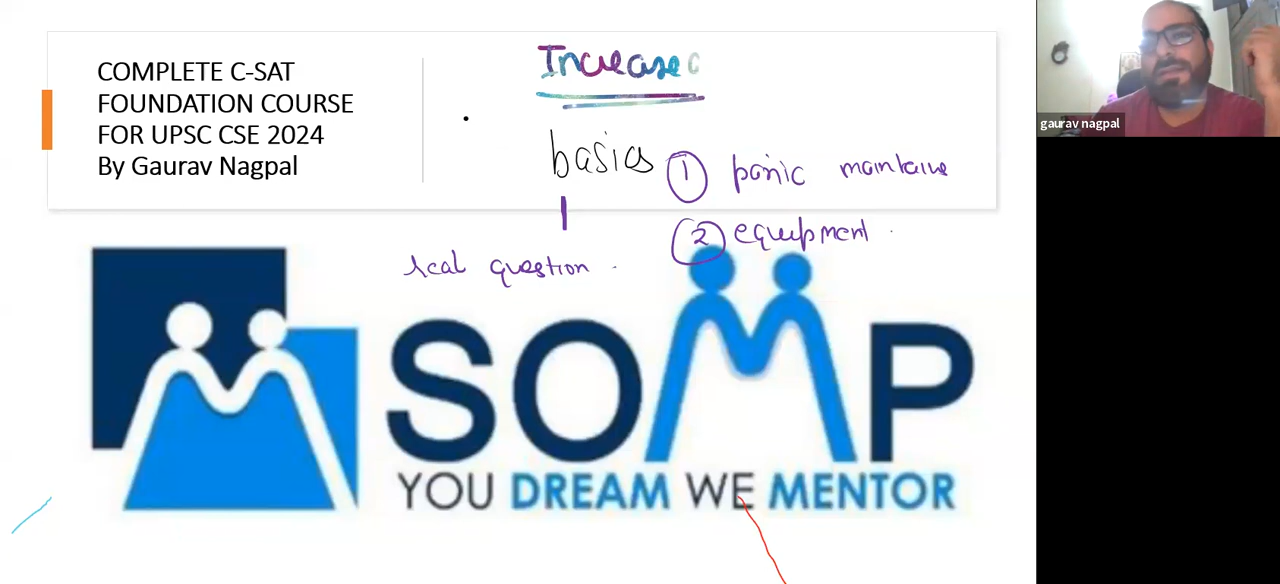 COMPLETE C-SAT
FOUNDATION COURSE
FOR UPSC CSE 2024
By Gaurav Nagpal
Increase
basics
① panic maintaine
② equipment
real question
SOMP
YOU DREAM WE MENTOR
gaurav nagpal